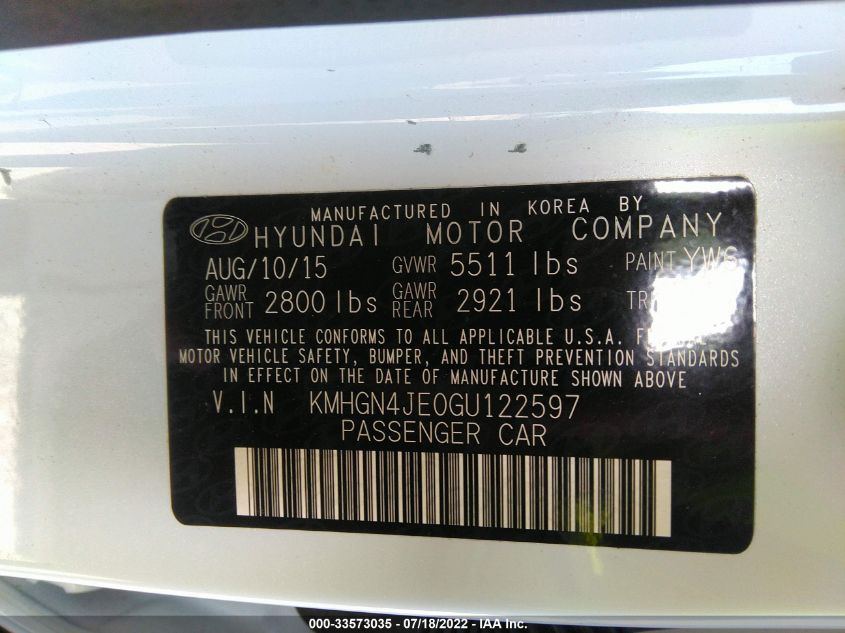 MANUFACTURED IN KOREA BY
HYUNDAI MOTOR COMPANY
AUG/10/15 GVWR 5511 lbs PAINT
GAWR FRONT 2800 lbs GAWR REAR 2921 lbs
THIS VEHICLE CONFORMS TO ALL APPLICABLE U.S.A.
MOTOR VEHICLE SAFETY, BUMPER, AND THEFT PREVENTION STANDARDS
IN EFFECT ON THE DATE OF MANUFACTURE SHOWN ABOVE
V.I.N KMHGN4JE0GU122597
PASSENGER CAR
000-33573035 - 07/18/2022 - IAA Inc.